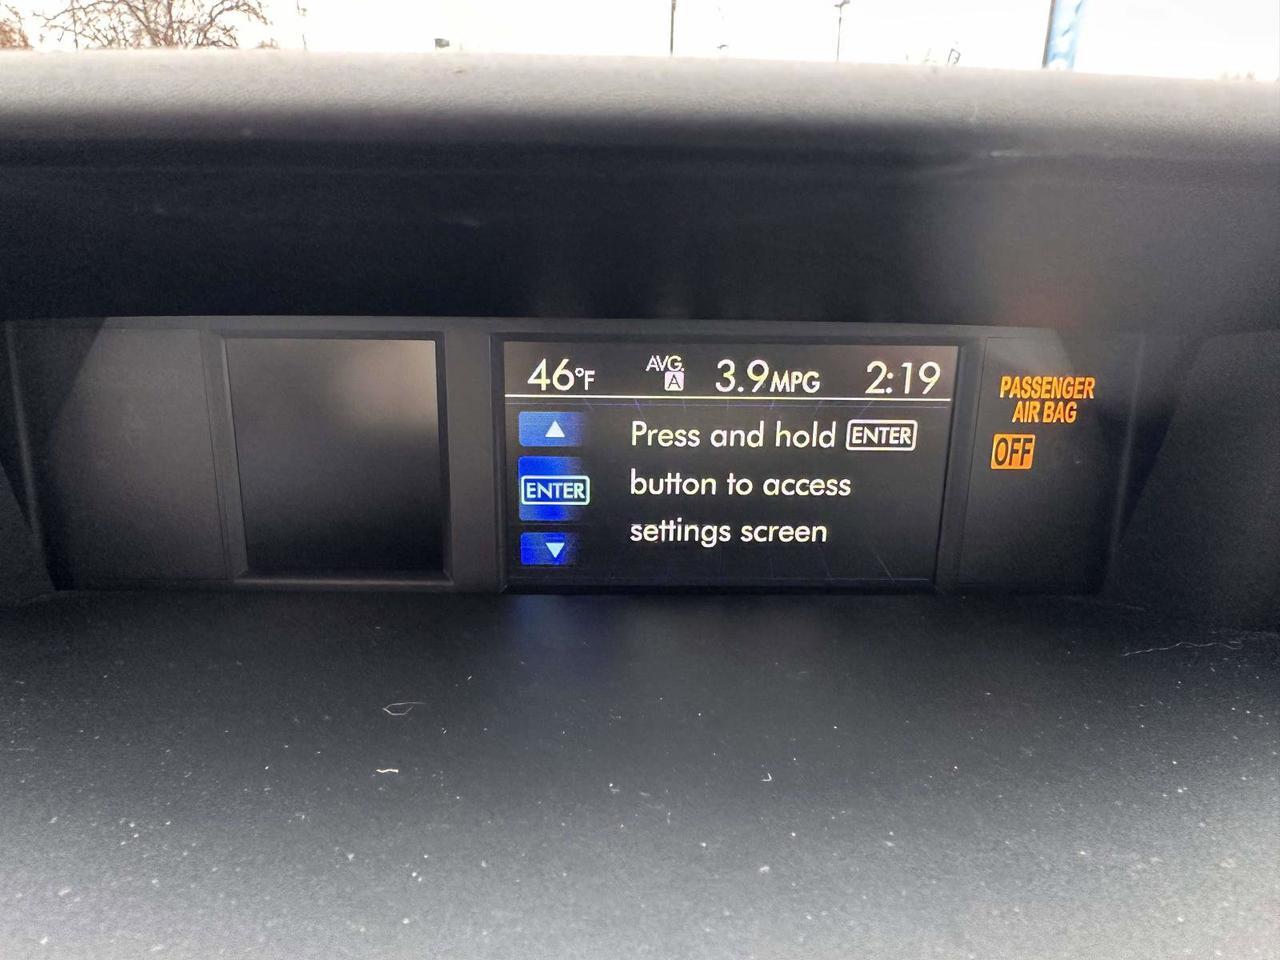 46°F AVG. A 3.9MPG 2:19
Press and hold ENTER
button to access
settings screen
ENTER
PASSENGER
AIR BAG
OFF